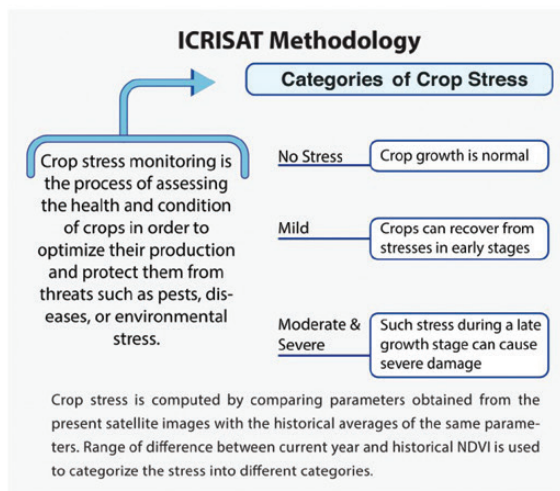 ICRISAT Methodology
Categories of Crop Stress
Crop stress monitoring is
the process of assessing
the health and condition
of crops in order to
optimize their production
and protect them from
threats such as pests, dis-
eases, or environmental
stress.
No Stress
Crop growth is normal
Mild
Crops can recover from
stresses in early stages
Moderate &
Severe
Such stress during a late
growth stage can cause
severe damage
Crop stress is computed by comparing parameters obtained from the
present satellite images with the historical averages of the same parame-
ters. Range of difference between current year and historical NDVI is used
to categorize the stress into different categories.